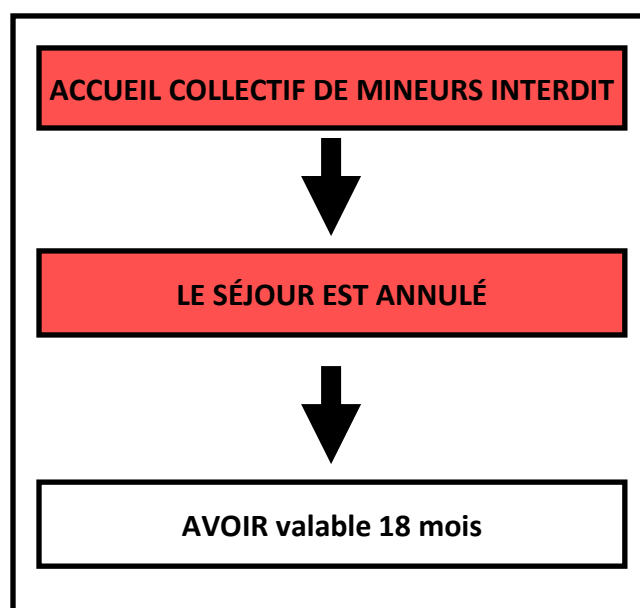 ACCUEIL COLLECTIF DE MINEURS INTERDIT
LE SÉJOUR EST ANNULÉ
AVOIR valable 18 mois